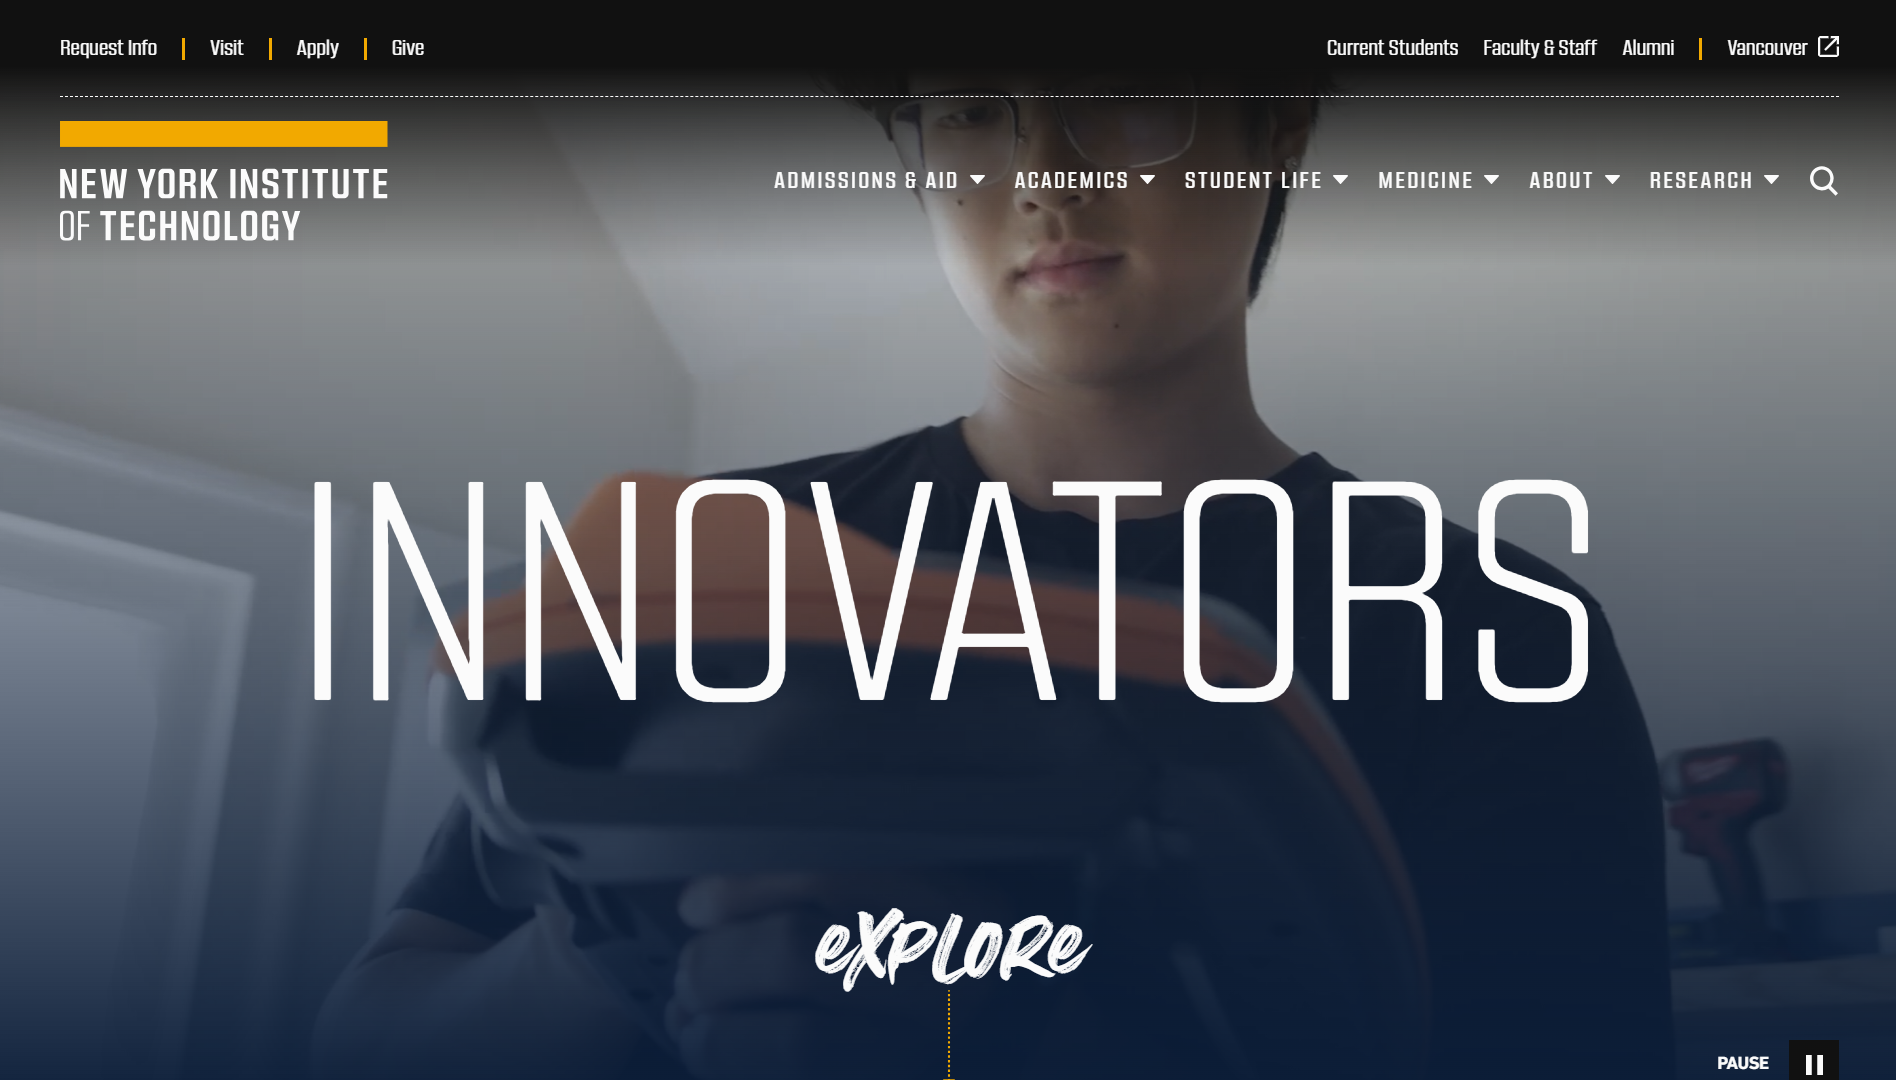 Request Info Visit Apply Give Current Students Faculty & Staff Alumni Vancouver
NEW YORK INSTITUTE
OF TECHNOLOGY
ADMISSIONS & AID ACADEMICS STUDENT LIFE MEDICINE ABOUT RESEARCH
INNOVATORS
eXPLORe
PAUSE